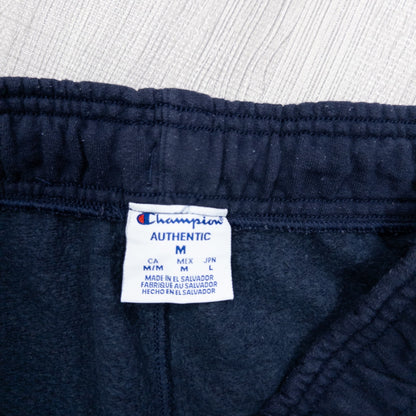 Champion
AUTHENTIC
M
CA MEX JPN
M/M M L
MADE IN EL SALVADOR
FABRIQUE AU SALVADOR
HECHO EN EL SALVADOR